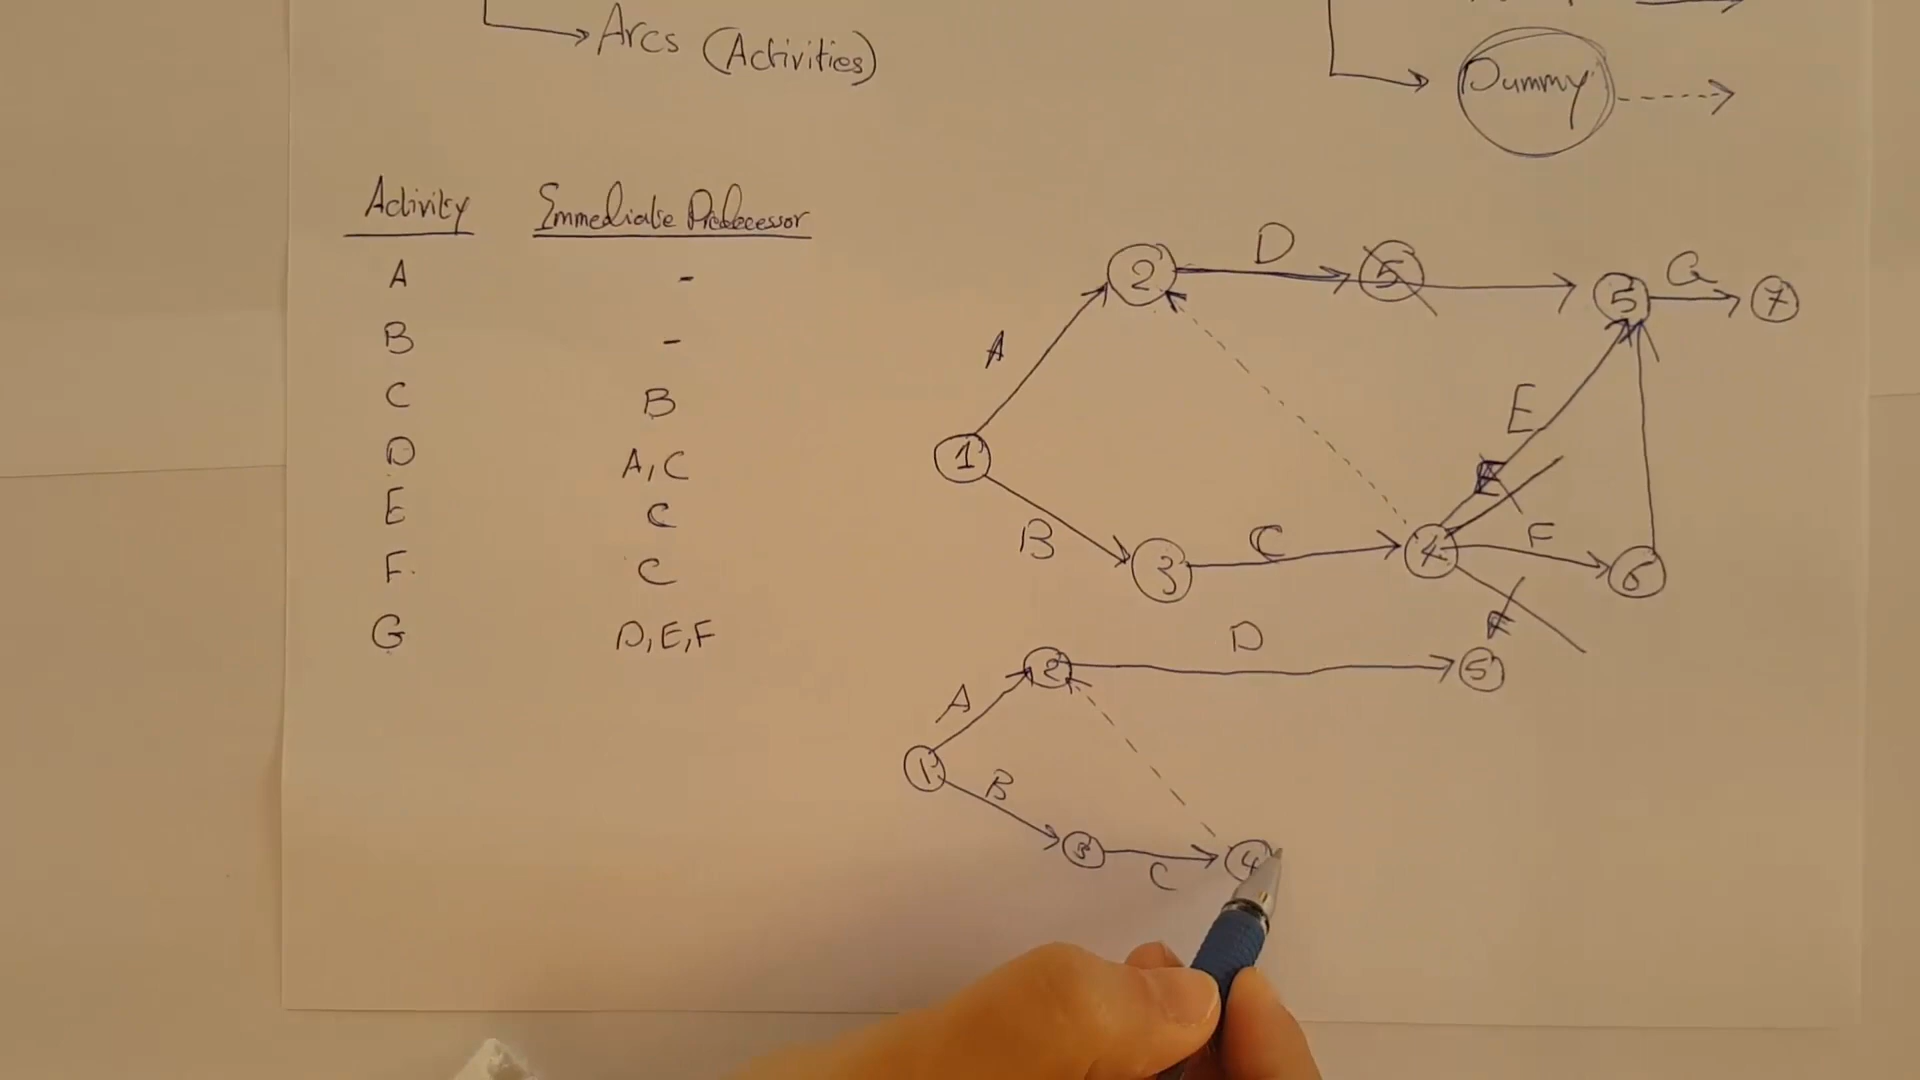 Arcs (Activities)
Dummy
Activity Immediate Predecessor
A -
B -
C B
D A,C
E C
F C
G D,E,F
2 D 5 5 G 7
A
1
E
E
B 3 C 4 F 6
F
2 D 5
A
1
B
3 C 4